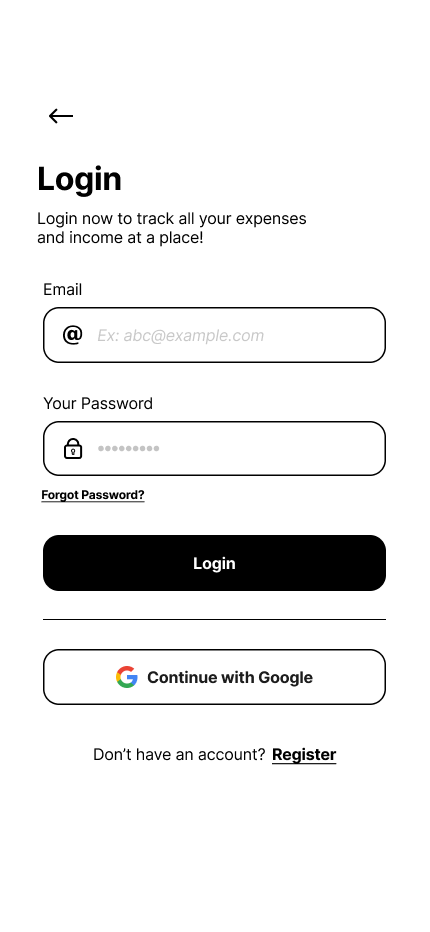 Login
Login now to track all your expenses
and income at a place!
Email
@ Ex: abc@example.com
Your Password
•••••••••
Forgot Password?
Login
Continue with Google
Don’t have an account? Register